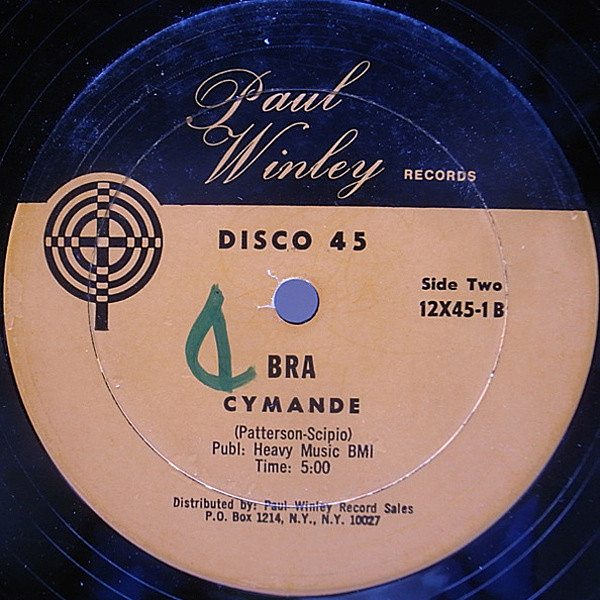 Paul
Winley RECORDS
DISCO 45
Side Two
12X45-1B
BRA
CYMANDE
(Patterson-Scipio)
Publ: Heavy Music BMI
Time: 5:00
Distributed by: Paul Winley Record Sales
P.O. Box 1214, N.Y., N.Y. 10027